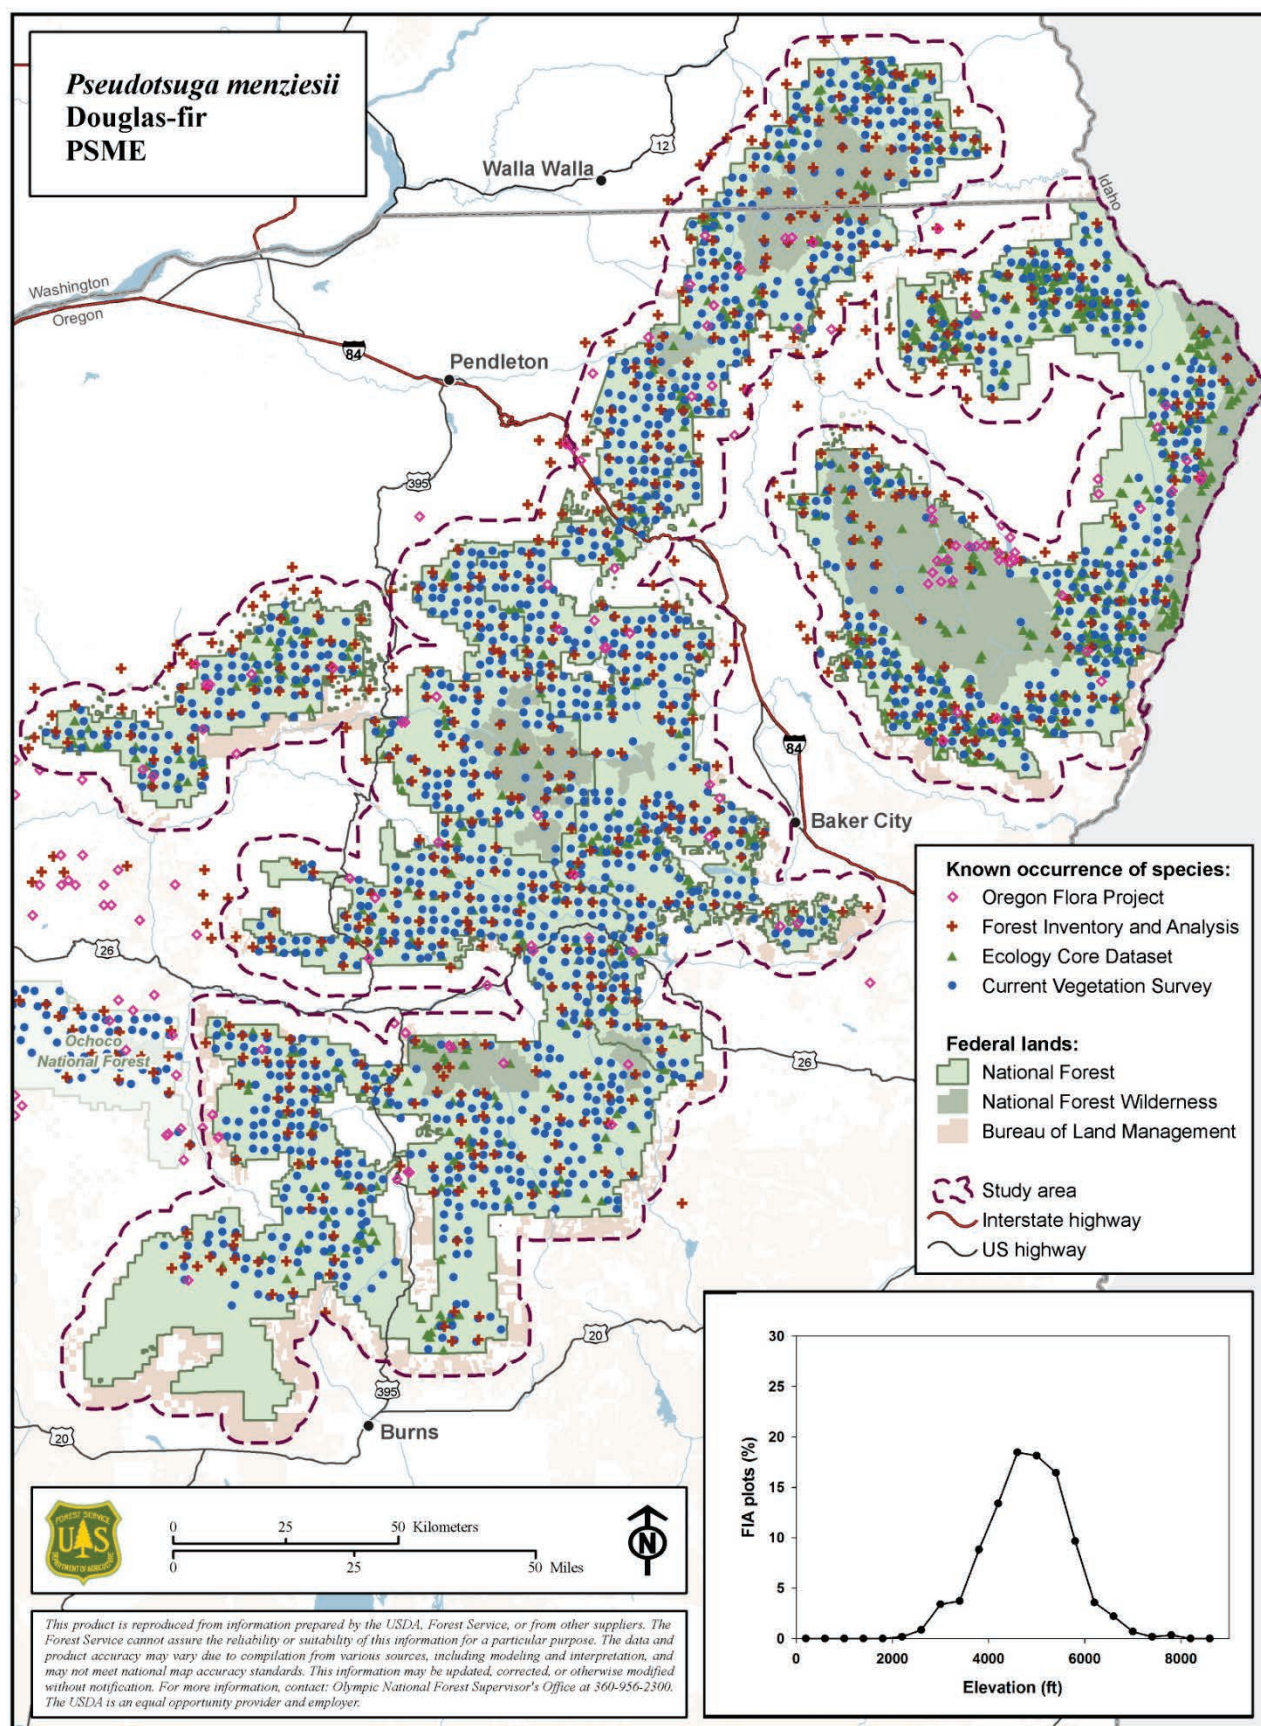 Pseudotsuga menziesii
Douglas-fir
PSME
Walla Walla
12
Idaho
Washington
Oregon
84
Pendleton
395
84
Baker City
26
Ochoco
National Forest
26
20
395
Burns
20
Known occurrence of species:
Oregon Flora Project
Forest Inventory and Analysis
Ecology Core Dataset
Current Vegetation Survey
Federal lands:
National Forest
National Forest Wilderness
Bureau of Land Management
Study area
Interstate highway
US highway
FOREST SERVICE
U S
DEPARTMENT OF AGRICULTURE
0 25 50 Kilometers
0 25 50 Miles
N
This product is reproduced from information prepared by the USDA, Forest Service, or from other suppliers. The
Forest Service cannot assure the reliability or suitability of this information for a particular purpose. The data and
product accuracy may vary due to compilation from various sources, including modeling and interpretation, and
may not meet national map accuracy standards. This information may be updated, corrected, or otherwise modified
without notification. For more information, contact: Olympic National Forest Supervisor's Office at 360-956-2300.
The USDA is an equal opportunity provider and employer.
30
25
20
15
10
5
0
FIA plots (%)
0 2000 4000 6000 8000
Elevation (ft)